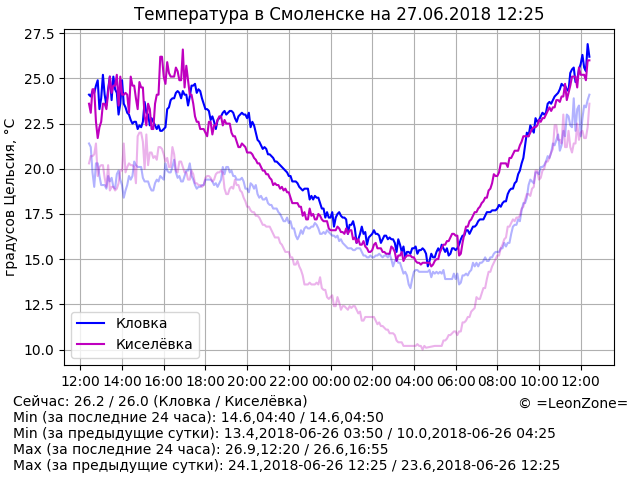 Температура в Смоленске на 27.06.2018 12:25
27.5
25.0
22.5
20.0
17.5
15.0
12.5
10.0
градусов Цельсия, °C
Кловка
Киселёвка
12:00 14:00 16:00 18:00 20:00 22:00 00:00 02:00 04:00 06:00 08:00 10:00 12:00
Сейчас: 26.2 / 26.0 (Кловка / Киселёвка)
© =LeonZone=
Min (за последние 24 часа): 14.6,04:40 / 14.6,04:50
Min (за предыдущие сутки): 13.4,2018-06-26 03:50 / 10.0,2018-06-26 04:25
Max (за последние 24 часа): 26.9,12:20 / 26.6,16:55
Max (за предыдущие сутки): 24.1,2018-06-26 12:25 / 23.6,2018-06-26 12:25